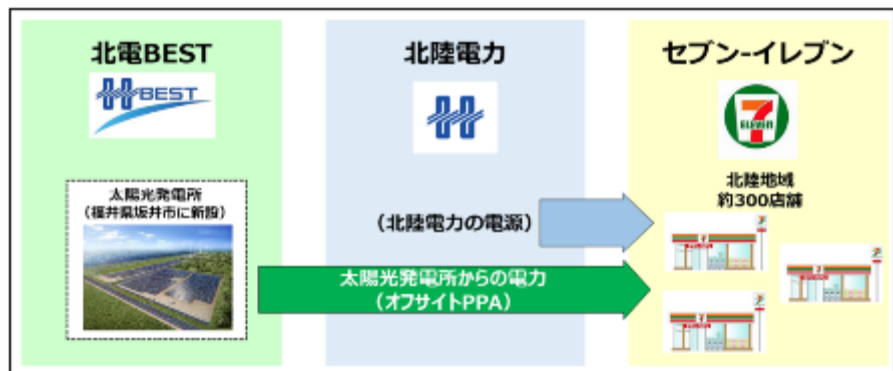 北電BEST
北陸電力
セブン-イレブン
BEST
7
ELEVEN
北陸地域
約300店舗
太陽光発電所
(福井県坂井市に新設)
(北陸電力の電源)
太陽光発電所からの電力
(オフサイトPPA)